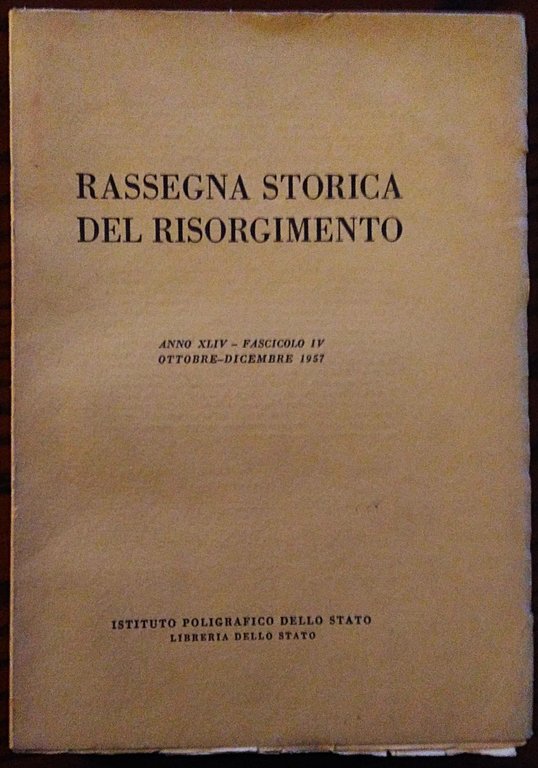 RASSEGNA STORICA
DEL RISORGIMENTO
ANNO XLIV – FASCICOLO IV
OTTOBRE–DICEMBRE 1957
ISTITUTO POLIGRAFICO DELLO STATO
LIBRERIA DELLO STATO